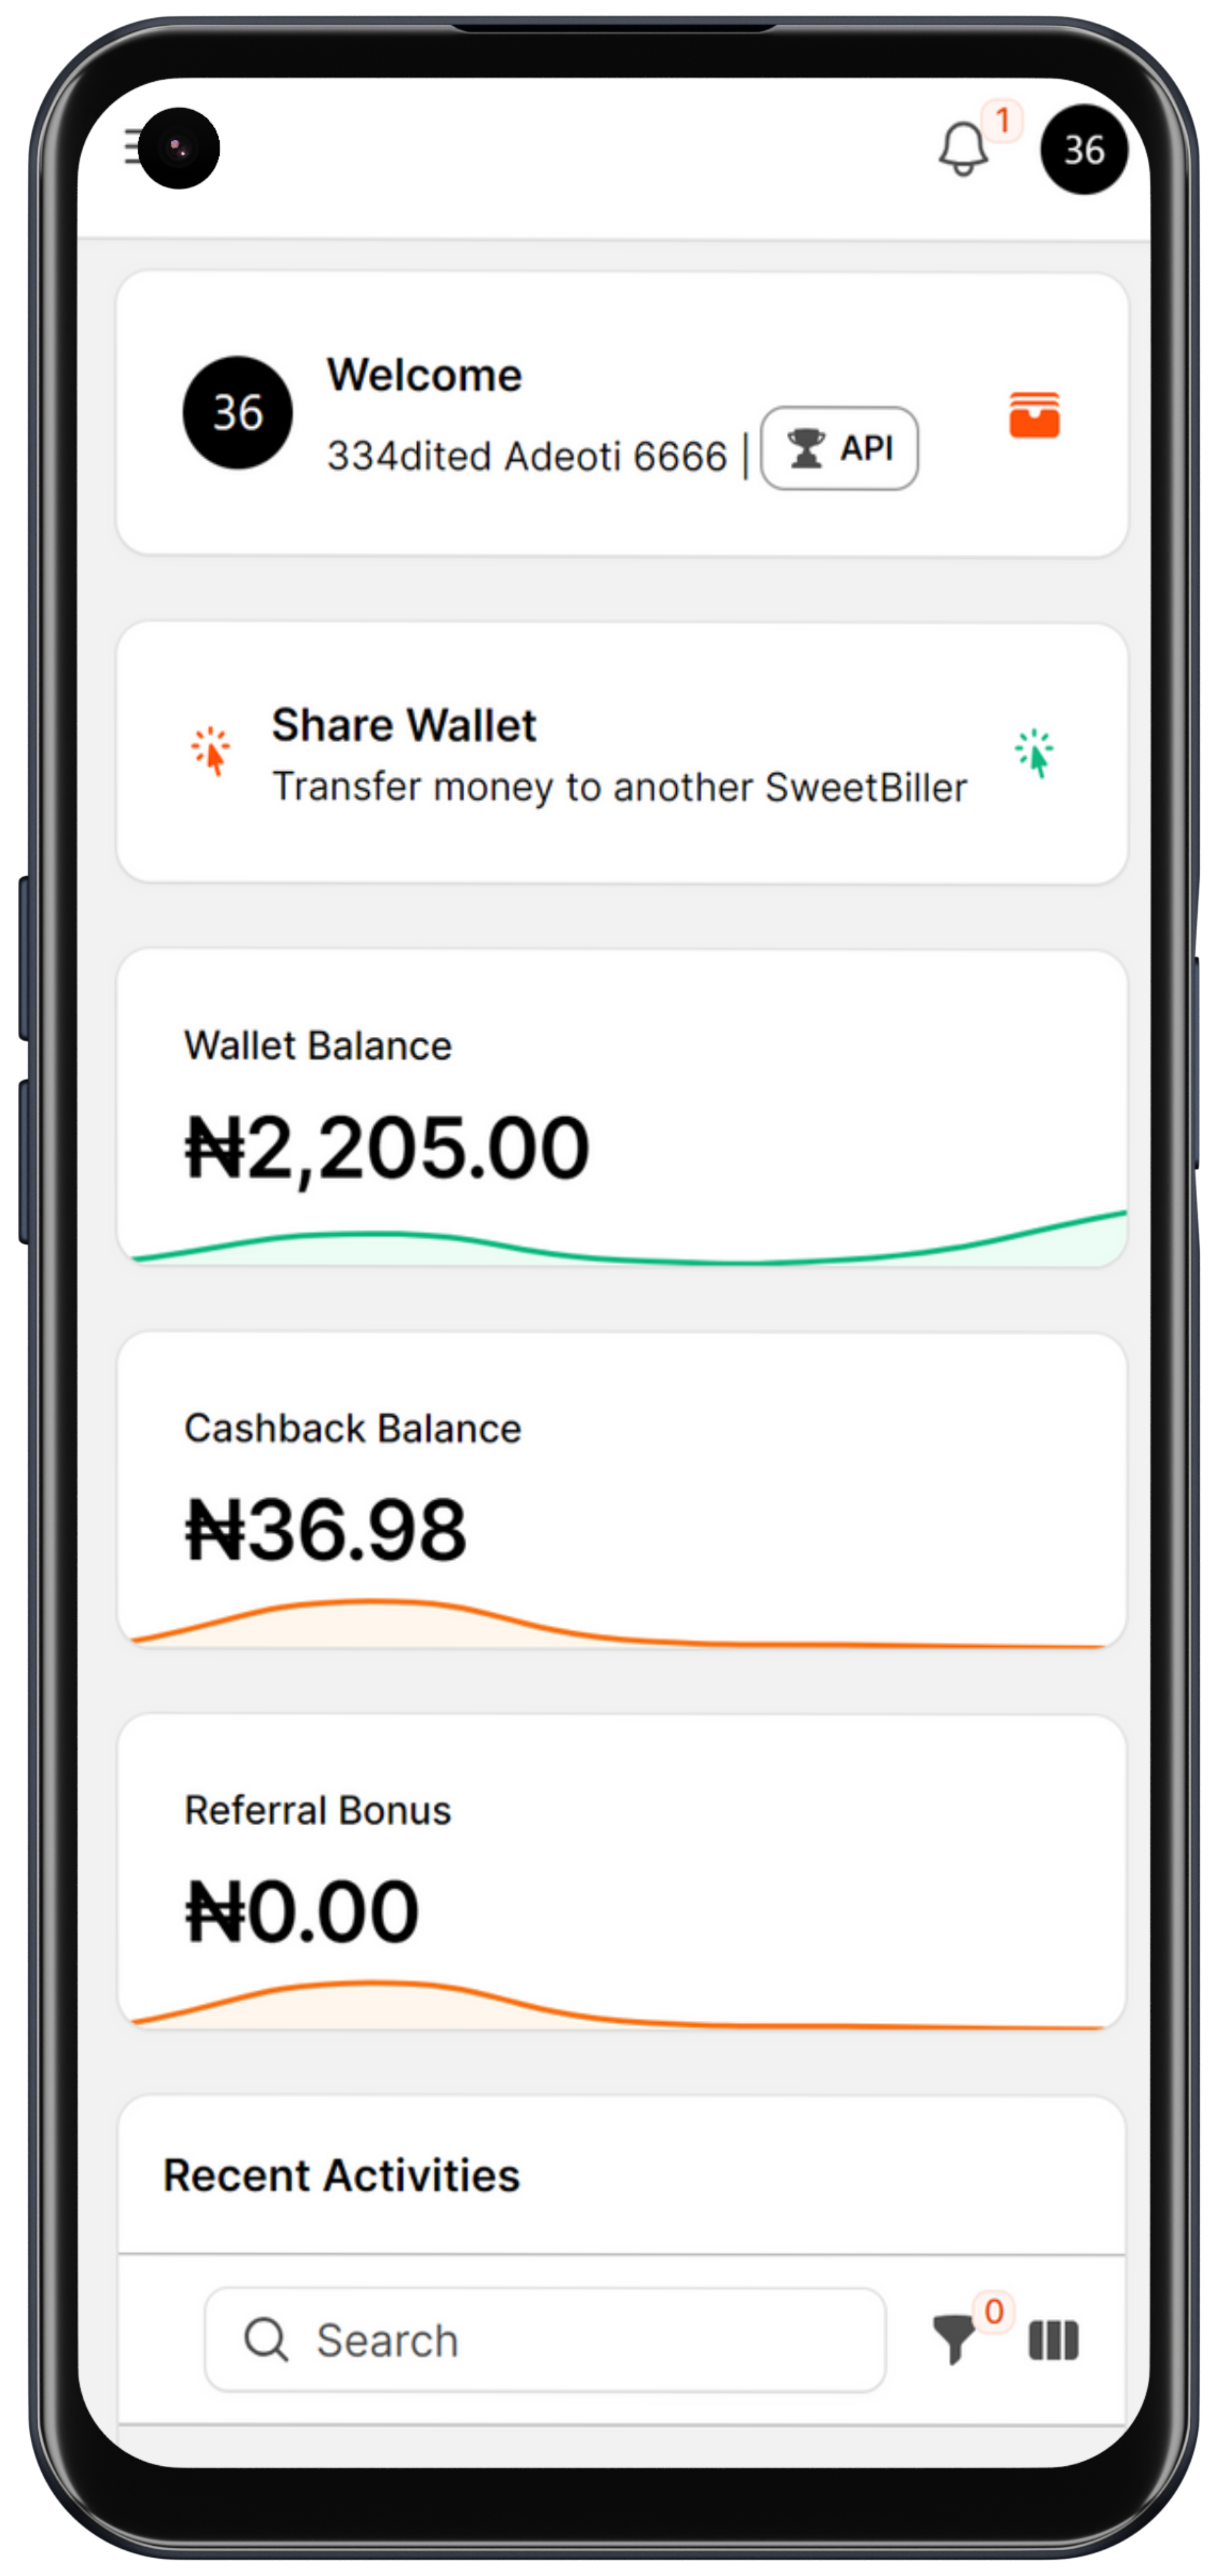 1
36
Welcome
36
334dited Adeoti 6666 | API
Share Wallet
Transfer money to another SweetBiller
Wallet Balance
₦2,205.00
Cashback Balance
₦36.98
Referral Bonus
₦0.00
Recent Activities
Search
0